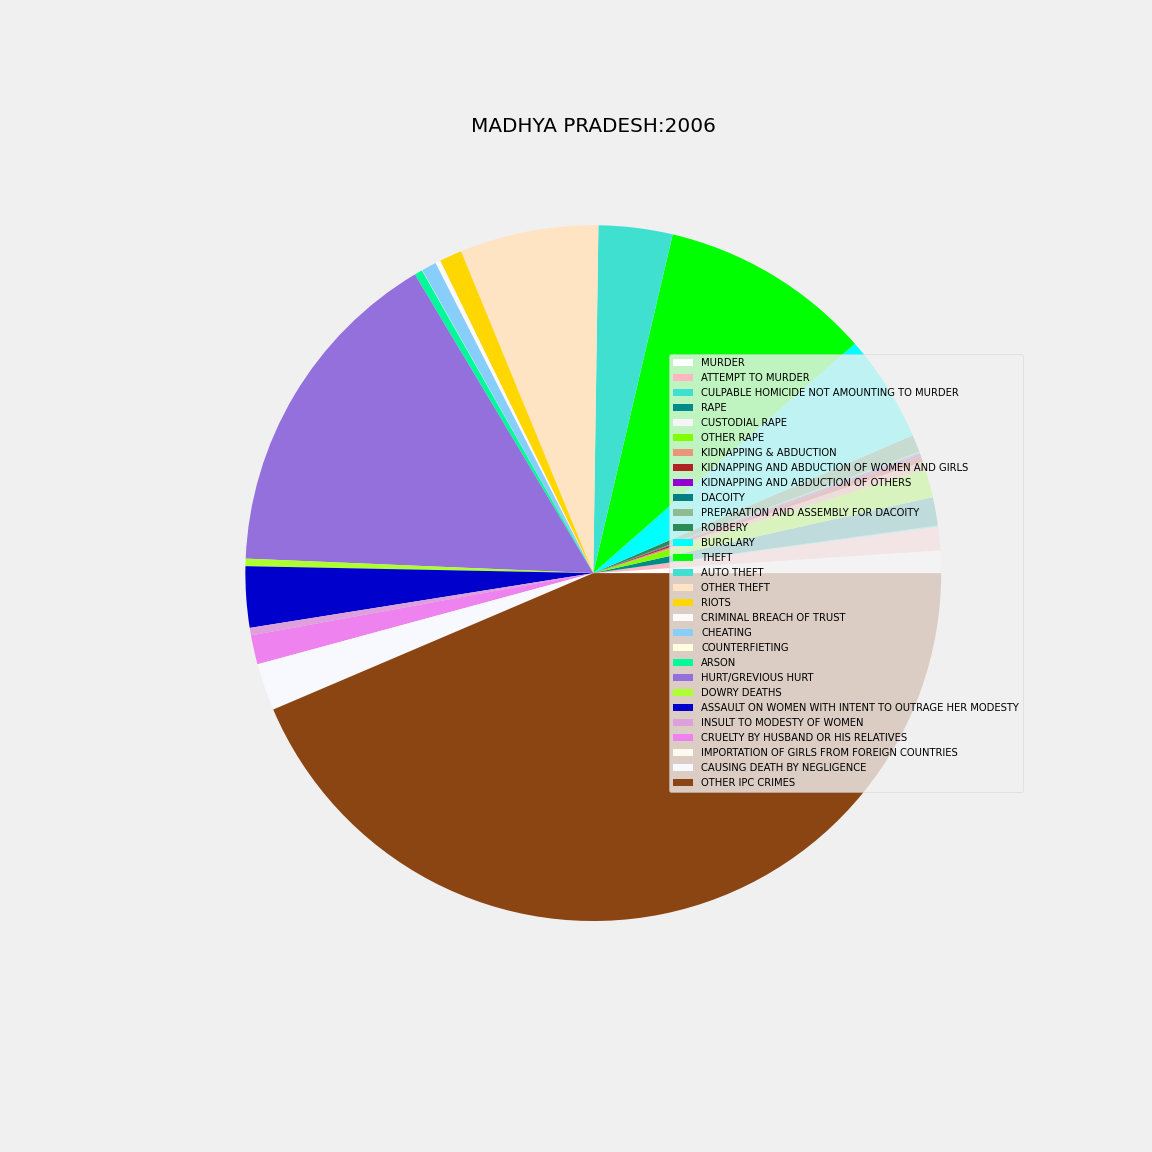 MADHYA PRADESH:2006
MURDER
ATTEMPT TO MURDER
CULPABLE HOMICIDE NOT AMOUNTING TO MURDER
RAPE
CUSTODIAL RAPE
OTHER RAPE
KIDNAPPING & ABDUCTION
KIDNAPPING AND ABDUCTION OF WOMEN AND GIRLS
KIDNAPPING AND ABDUCTION OF OTHERS
DACOITY
PREPARATION AND ASSEMBLY FOR DACOITY
ROBBERY
BURGLARY
THEFT
AUTO THEFT
OTHER THEFT
RIOTS
CRIMINAL BREACH OF TRUST
CHEATING
COUNTERFIETING
ARSON
HURT/GREVIOUS HURT
DOWRY DEATHS
ASSAULT ON WOMEN WITH INTENT TO OUTRAGE HER MODESTY
INSULT TO MODESTY OF WOMEN
CRUELTY BY HUSBAND OR HIS RELATIVES
IMPORTATION OF GIRLS FROM FOREIGN COUNTRIES
CAUSING DEATH BY NEGLIGENCE
OTHER IPC CRIMES